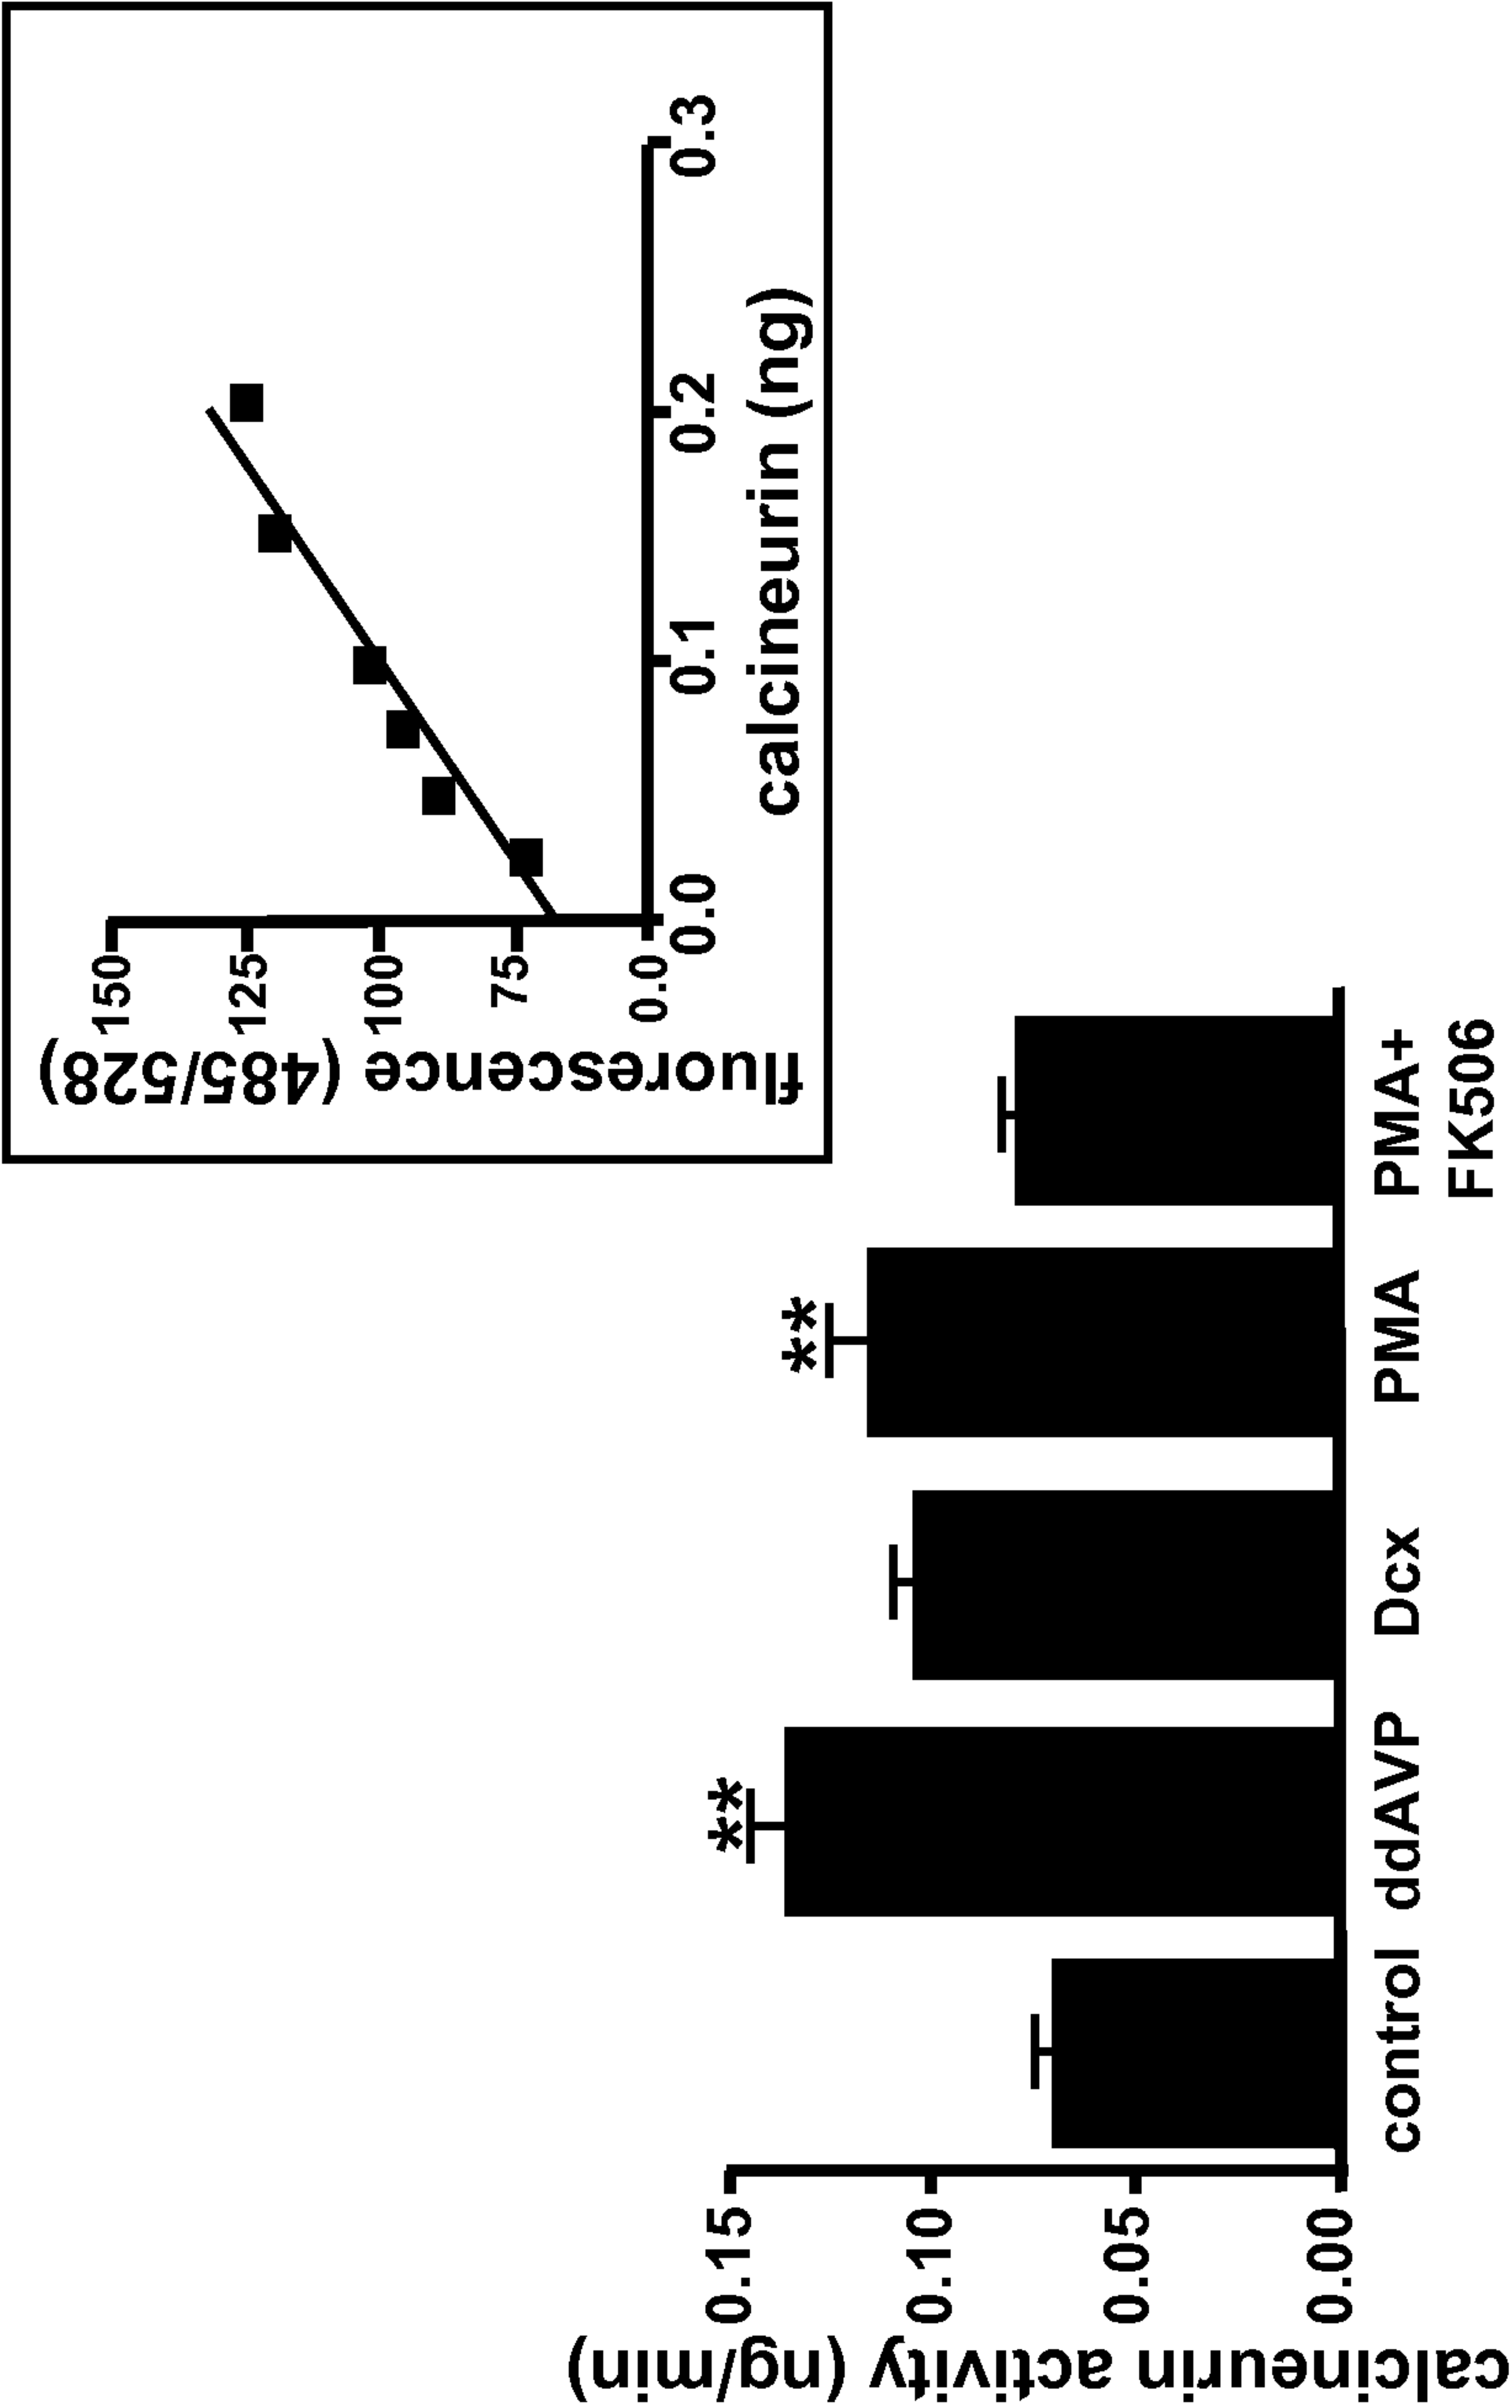 calcineurin activity (ng/min)
0.15
0.10
0.05
0.00
**
**
control ddAVP Dcx PMA PMA+
FK506
fluorescence (485/528)
150
125
100
75
0.0
0.0 0.1 0.2 0.3
calcineurin (ng)